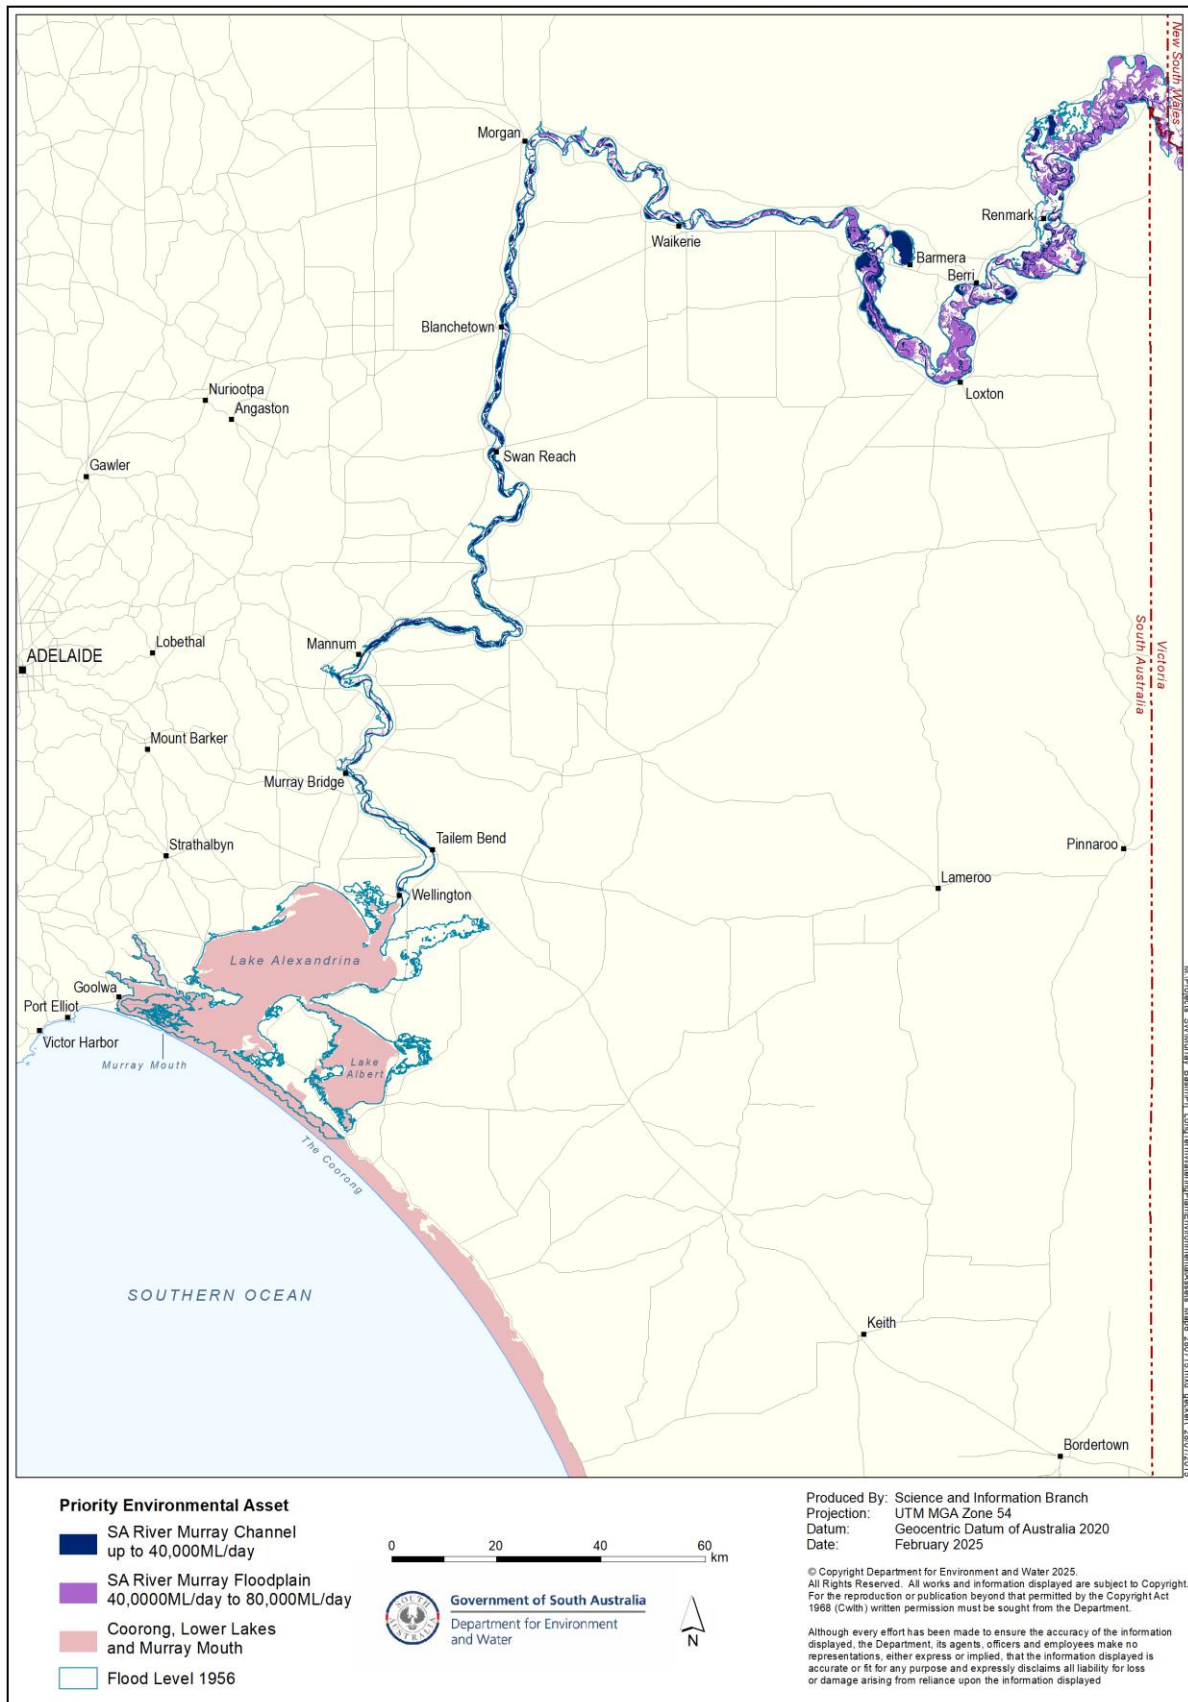 New South Wales
Morgan
Renmark
Waikerie
Barmera
Berri
Blanchetown
Loxton
Nuriootpa
Angaston
Swan Reach
Gawler
Mannum
Lobethal
ADELAIDE
South Australia
Victoria
Mount Barker
Murray Bridge
Tailem Bend
Strathalbyn
Pinnaroo
Lameroo
Wellington
Lake Alexandrina
Goolwa
Port Elliot
Victor Harbor
Murray Mouth
Lake
Albert
The Coorong
SOUTHERN OCEAN
Keith
Bordertown
Priority Environmental Asset
SA River Murray Channel
up to 40,000ML/day
SA River Murray Floodplain
40,0000ML/day to 80,000ML/day
Coorong, Lower Lakes
and Murray Mouth
Flood Level 1956
0 20 40 60
km
SOUTH
AUSTRALIA
Government of South Australia
Department for Environment
and Water
N
Produced By: Science and Information Branch
Projection: UTM MGA Zone 54
Datum: Geocentric Datum of Australia 2020
Date: February 2025
© Copyright Department for Environment and Water 2025.
All Rights Reserved. All works and information displayed are subject to Copyright.
For the reproduction or publication beyond that permitted by the Copyright Act
1968 (Cwlth) written permission must be sought from the Department.
Although every effort has been made to ensure the accuracy of the information
displayed, the Department, its agents, officers and employees make no
representations, either express or implied, that the information displayed is
accurate or fit for any purpose and expressly disclaims all liability for loss
or damage arising from reliance upon the information displayed